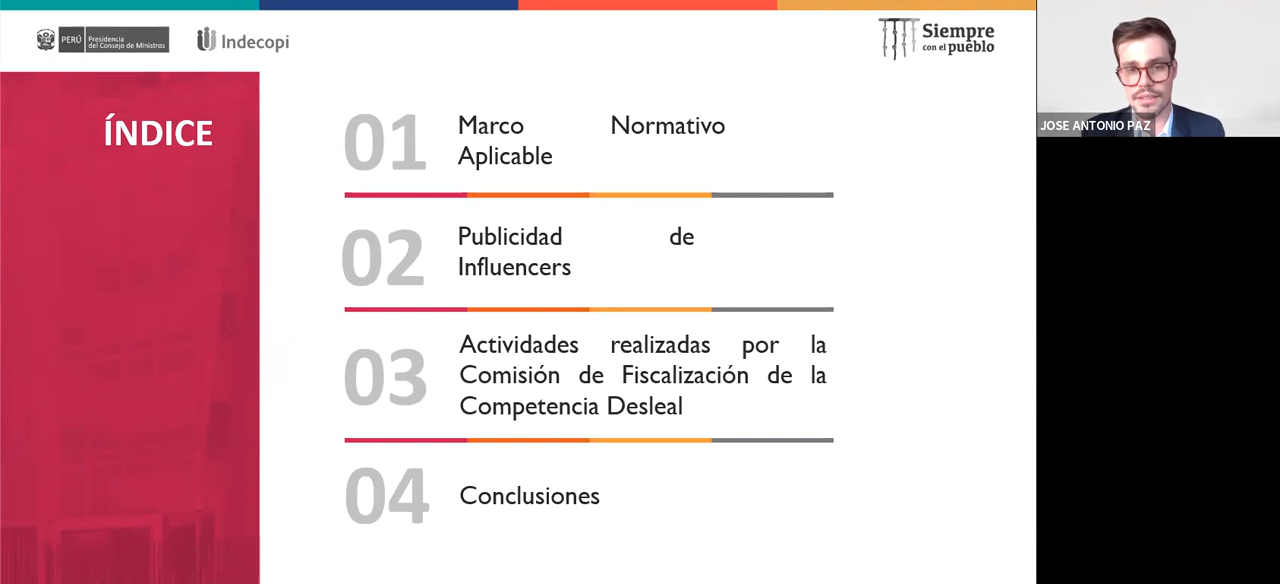 PERÚ
Presidencia
del Consejo de Ministros
Indecopi
Siempre
con el pueblo
JOSE ANTONIO PAZ
ÍNDICE
01
Marco Normativo
Aplicable
02
Publicidad de
Influencers
03
Actividades realizadas por la
Comisión de Fiscalización de la
Competencia Desleal
04
Conclusiones